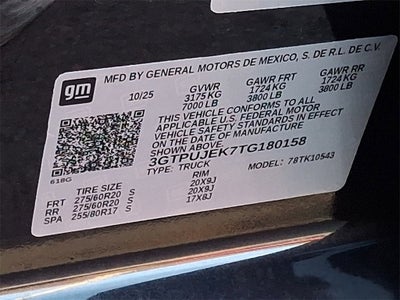 gm
MFD BY GENERAL MOTORS DE MEXICO, S. DE R.L. DE C.V.
10/25 GVWR GAWR FRT GAWR RR
3175 KG 1724 KG 1724 KG
7000 LB 3800 LB 3800 LB
THIS VEHICLE CONFORMS TO ALL
APPLICABLE U.S. FEDERAL MOTOR
VEHICLE SAFETY STANDARDS IN EFFECT
ON THE DATE OF MANUFACTURE
SHOWN ABOVE.
3GTPUJEK7TG180158
TYPE: TRUCK MODEL: 78TK10543
618G
TIRE SIZE RIM
FRT 275/60R20 S 20X9J
RR 275/60R20 S 20X9J
SPA 255/80R17 S 17X8J